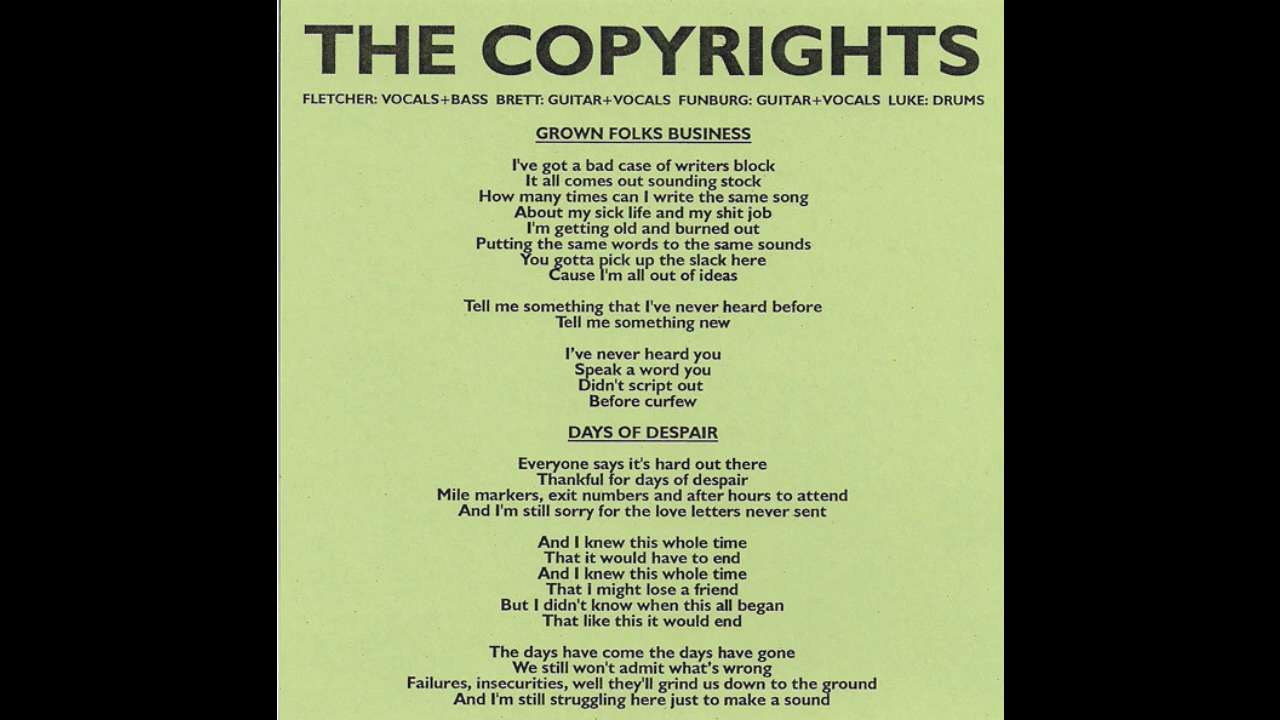 THE COPYRIGHTS
FLETCHER: VOCALS+BASS BRETT: GUITAR+VOCALS FUNBURG: GUITAR+VOCALS LUKE: DRUMS
GROWN FOLKS BUSINESS
I've got a bad case of writers block
It all comes out sounding stock
How many times can I write the same song
About my sick life and my shit job
I'm getting old and burned out
Putting the same words to the same sounds
You gotta pick up the slack here
Cause I'm all out of ideas
Tell me something that I've never heard before
Tell me something new
I've never heard you
Speak a word you
Didn't script out
Before curfew
DAYS OF DESPAIR
Everyone says it's hard out there
Thankful for days of despair
Mile markers, exit numbers and after hours to attend
And I'm still sorry for the love letters never sent
And I knew this whole time
That it would have to end
And I knew this whole time
That I might lose a friend
But I didn't know when this all began
That like this it would end
The days have come the days have gone
We still won't admit what's wrong
Failures, insecurities, well they'll grind us down to the ground
And I'm still struggling here just to make a sound